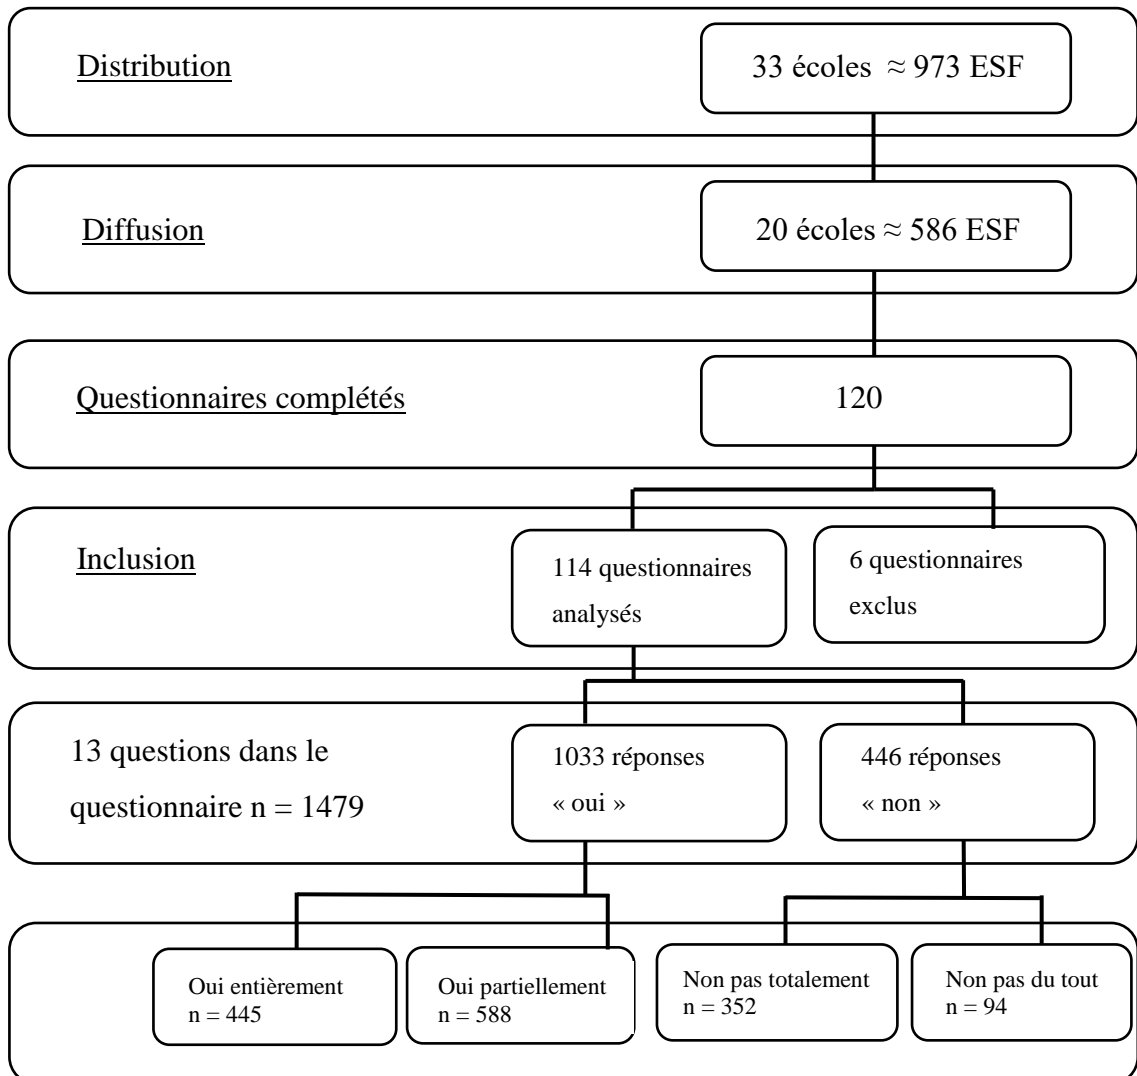 Distribution
33 écoles ≈ 973 ESF
Diffusion
20 écoles ≈ 586 ESF
Questionnaires complétés
120
Inclusion
114 questionnaires
analysés
6 questionnaires
exclus
13 questions dans le
questionnaire n = 1479
1033 réponses
« oui »
446 réponses
« non »
Oui entièrement
n = 445
Oui partiellement
n = 588
Non pas totalement
n = 352
Non pas du tout
n = 94